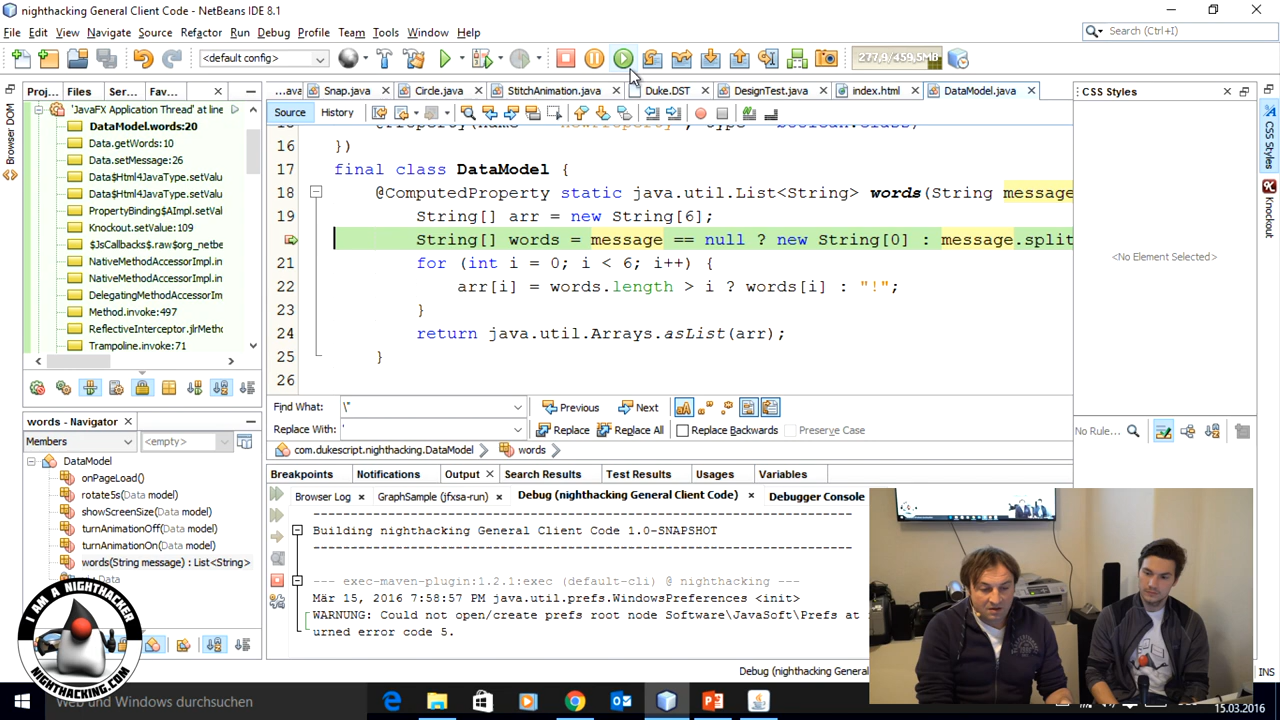 nighthacking General Client Code - NetBeans IDE 8.1
File Edit View Navigate Source Refactor Run Debug Profile Team Tools Window Help
Search (Ctrl+I)
<default config>
277,9/459,5MB
Proj... Files Ser... Fav...
...ava Snap.java Circle.java StitchAnimation.java Duke.DST DesignTest.java index.html DataModel.java
CSS Styles
Browser DOM
CSS Styles
Knockout
'JavaFX Application Thread' at line
DataModel.words:20
Data.getWords:10
Data.setMessage:26
Data$Html4JavaType.setValu
Data$Html4JavaType.setValu
PropertyBinding$AImpl.setVal
Knockout.setValue:109
$JsCallbacks$.raw$org_netbe
NativeMethodAccessorImpl.in
NativeMethodAccessorImpl.in
DelegatingMethodAccessorIm
Method.invoke:497
ReflectiveInterceptor.jlrMetho
Trampoline.invoke:71
Source History
16 })
17 final class DataModel {
18 @ComputedProperty static java.util.List<String> words(String message
19 String[] arr = new String[6];
String[] words = message == null ? new String[0] : message.split
21 for (int i = 0; i < 6; i++) {
22 arr[i] = words.length > i ? words[i] : "!";
23 }
24 return java.util.Arrays.asList(arr);
25 }
26
<No Element Selected>
Find What: \" Previous Next
Replace With: ' Replace Replace All Replace Backwards Preserve Case
No Rule...
com.dukescript.nighthacking.DataModel words
words - Navigator
Members <empty>
DataModel
onPageLoad()
rotate5s(Data model)
showScreenSize(Data model)
turnAnimationOff(Data model)
turnAnimationOn(Data model)
words(String message) : List<String>
Breakpoints Notifications Output Search Results Test Results Usages Variables
Browser Log GraphSample (jfxsa-run) Debug (nighthacking General Client Code) Debugger Console
Building nighthacking General Client Code 1.0-SNAPSHOT
--- exec-maven-plugin:1.2.1:exec (default-cli) @ nighthacking ---
Mär 15, 2016 7:58:57 PM java.util.prefs.WindowsPreferences <init>
WARNUNG: Could not open/create prefs root node Software\JavaSoft\Prefs at
urned error code 5.
Debug (nighthacking General
INS
I AM A NIGHTHACKER
NIGHTHACKING.COM
Web und Windows durchsuchen
15.03.2016